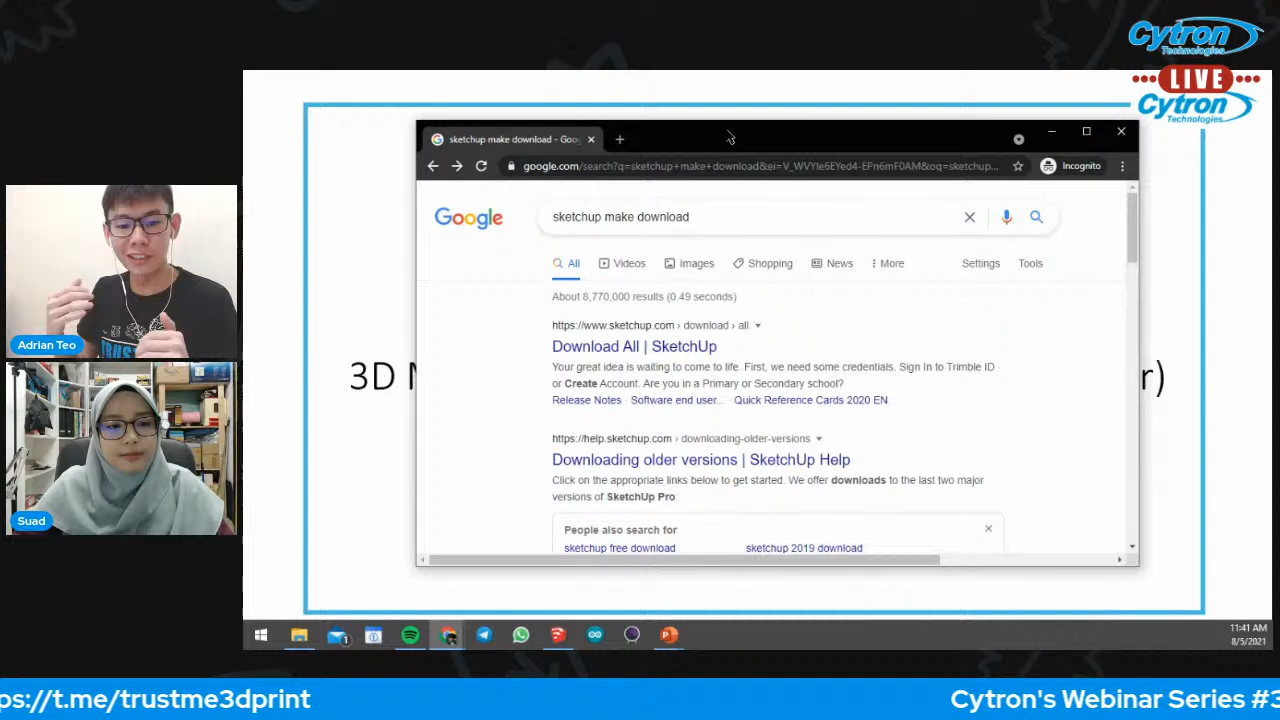 Cytron
Technologies
LIVE
Cytron
Technologies
sketchup make download - Goo
google.com/search?q=sketchup+make+download&ei=V_WVYIe6EYed4-EPn6mF0AM&oq=sketchup...
Incognito
Google
sketchup make download
All
Videos
Images
Shopping
News
More
Settings
Tools
About 8,770,000 results (0.49 seconds)
https://www.sketchup.com › download › all
Download All | SketchUp
Your great idea is waiting to come to life. First, we need some credentials. Sign In to Trimble ID
or Create Account. Are you in a Primary or Secondary school?
Release Notes · Software end user... · Quick Reference Cards 2020 EN
https://help.sketchup.com › downloading-older-versions
Downloading older versions | SketchUp Help
Click on the appropriate links below to get started. We offer downloads to the last two major
versions of SketchUp Pro:
People also search for
sketchup free download
sketchup 2019 download
3D
r)
Adrian Teo
Suad
TRUST
1
11:41 AM
8/5/2021
ps://t.me/trustme3dprint
Cytron's Webinar Series #3